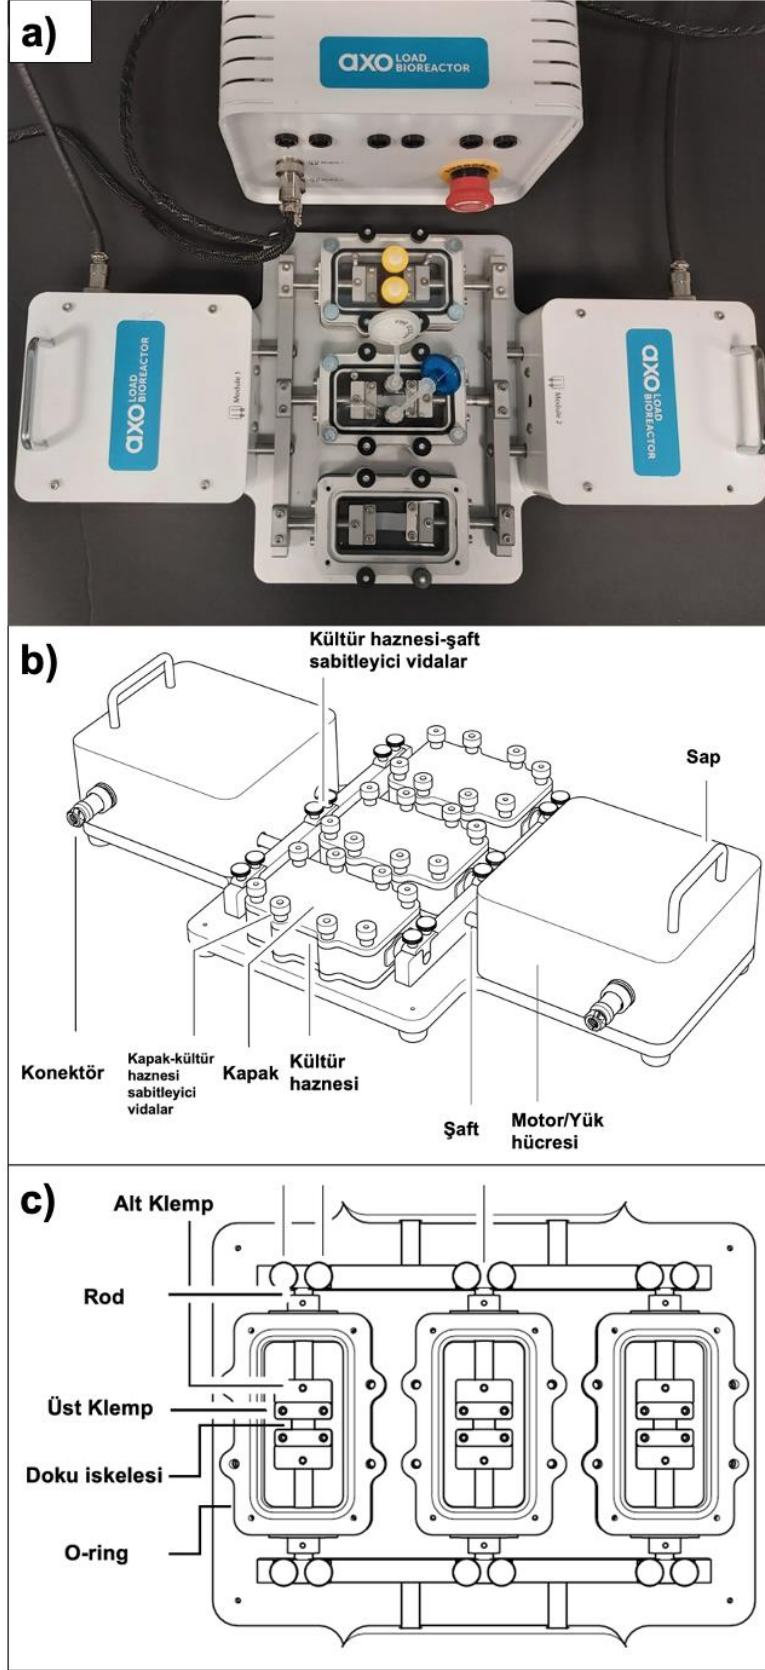 a)
axo LOAD
BIOREACTOR
Module 1
axo LOAD
BIOREACTOR
Module 2
axo LOAD
BIOREACTOR
b)
Kültür haznesi-şaft
sabitleyici vidalar
Sap
Konektör
Kapak-kültür
haznesi
sabitleyici
vidalar
Kapak
Kültür
haznesi
Şaft
Motor/Yük
hücresi
c)
Alt Klemp
Rod
Üst Klemp
Doku iskelesi
O-ring